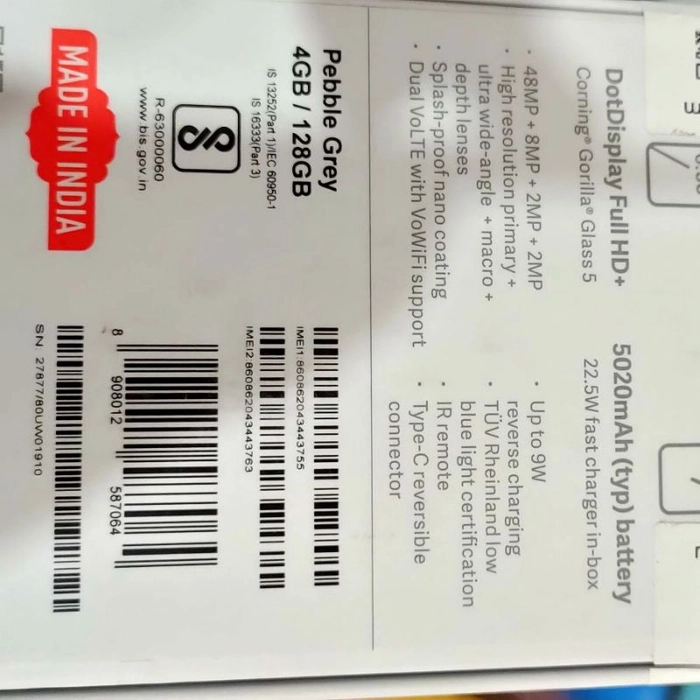 DotDisplay Full HD+
Corning® Gorilla® Glass 5
• 48MP + 8MP + 2MP + 2MP
• High resolution primary +
ultra wide-angle + macro +
depth lenses
• Splash-proof nano coating
• Dual VoLTE with VoWiFi support
5020mAh (typ) battery
22.5W fast charger in-box
• Up to 9W
reverse charging
• TÜV Rheinland low
blue light certification
• IR remote
• Type-C reversible
connector
Pebble Grey
4GB / 128GB
IS 13252(Part 1)/IEC 60950-1
IS 16333(Part 3)
R-63000060
www.bis.gov.in
MADE IN INDIA
IMEI1:860862043443755
IMEI2:860862043443763
8 908012 587064
SN: 27877/80UW01910